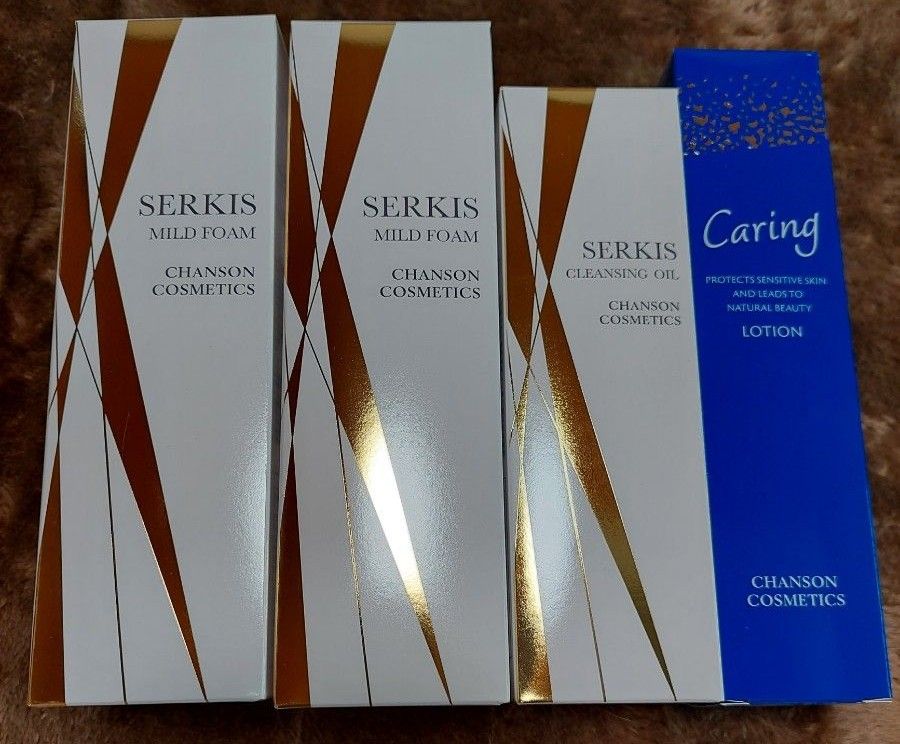 SERKIS
MILD FOAM
CHANSON
COSMETICS
SERKIS
MILD FOAM
CHANSON
COSMETICS
SERKIS
CLEANSING OIL
CHANSON
COSMETICS
Caring
PROTECTS SENSITIVE SKIN
AND LEADS TO
NATURAL BEAUTY
LOTION
CHANSON
COSMETICS